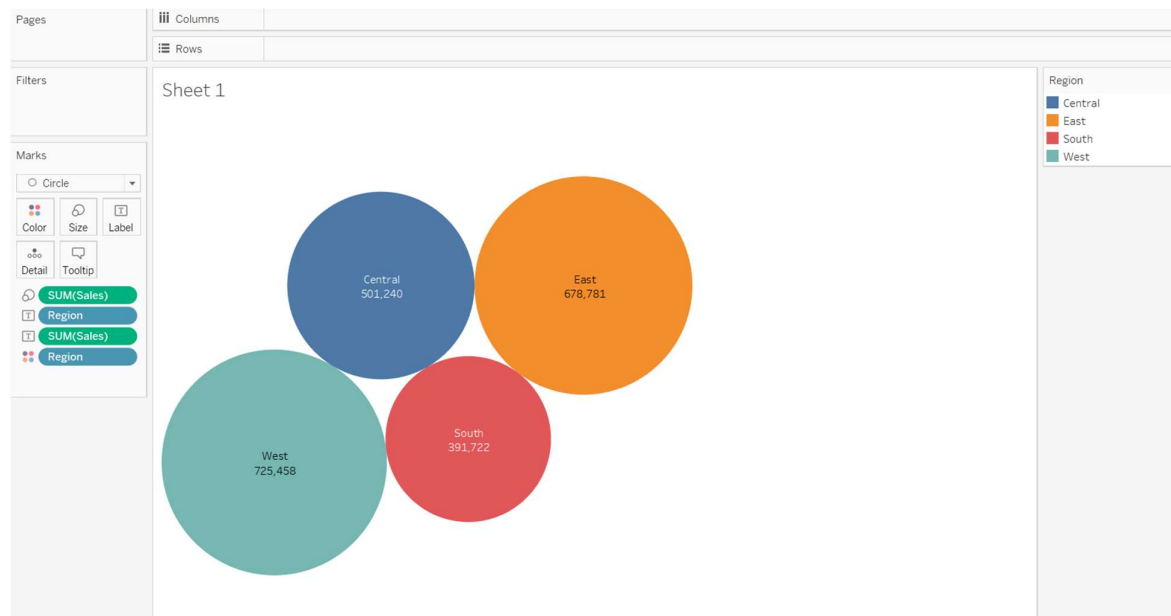 Pages
Columns
Rows
Filters
Sheet 1
Region
Central
East
South
West
Marks
Circle
Color
Size
Label
Detail
Tooltip
SUM(Sales)
Region
SUM(Sales)
Region
Central
501,240
East
678,781
South
391,722
West
725,458